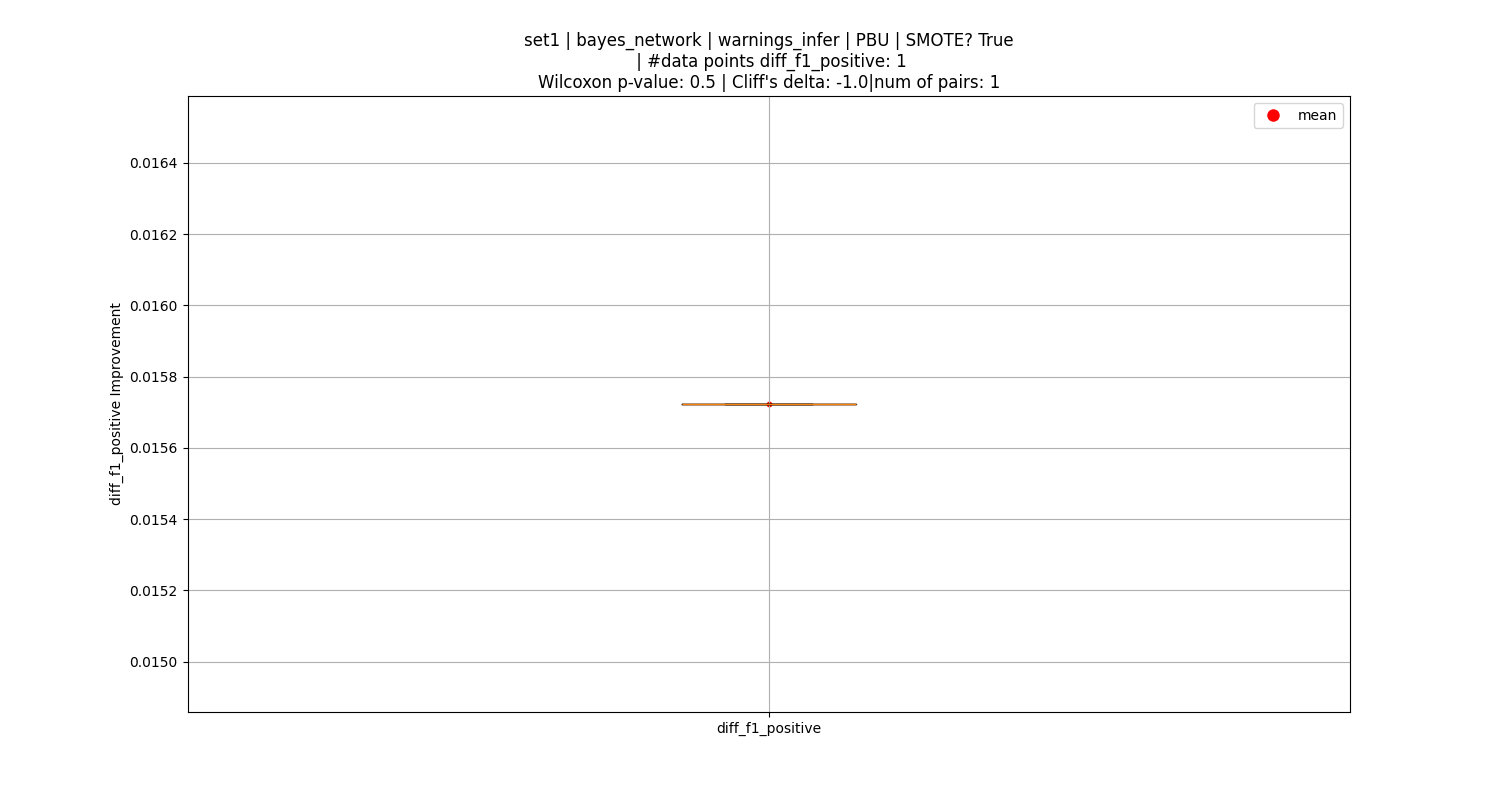 set1 | bayes_network | warnings_infer | PBU | SMOTE? True
| #data points diff_f1_positive: 1
Wilcoxon p-value: 0.5 | Cliff's delta: -1.0|num of pairs: 1
mean
0.0164
0.0162
0.0160
0.0158
0.0156
0.0154
0.0152
0.0150
diff_f1_positive Improvement
diff_f1_positive